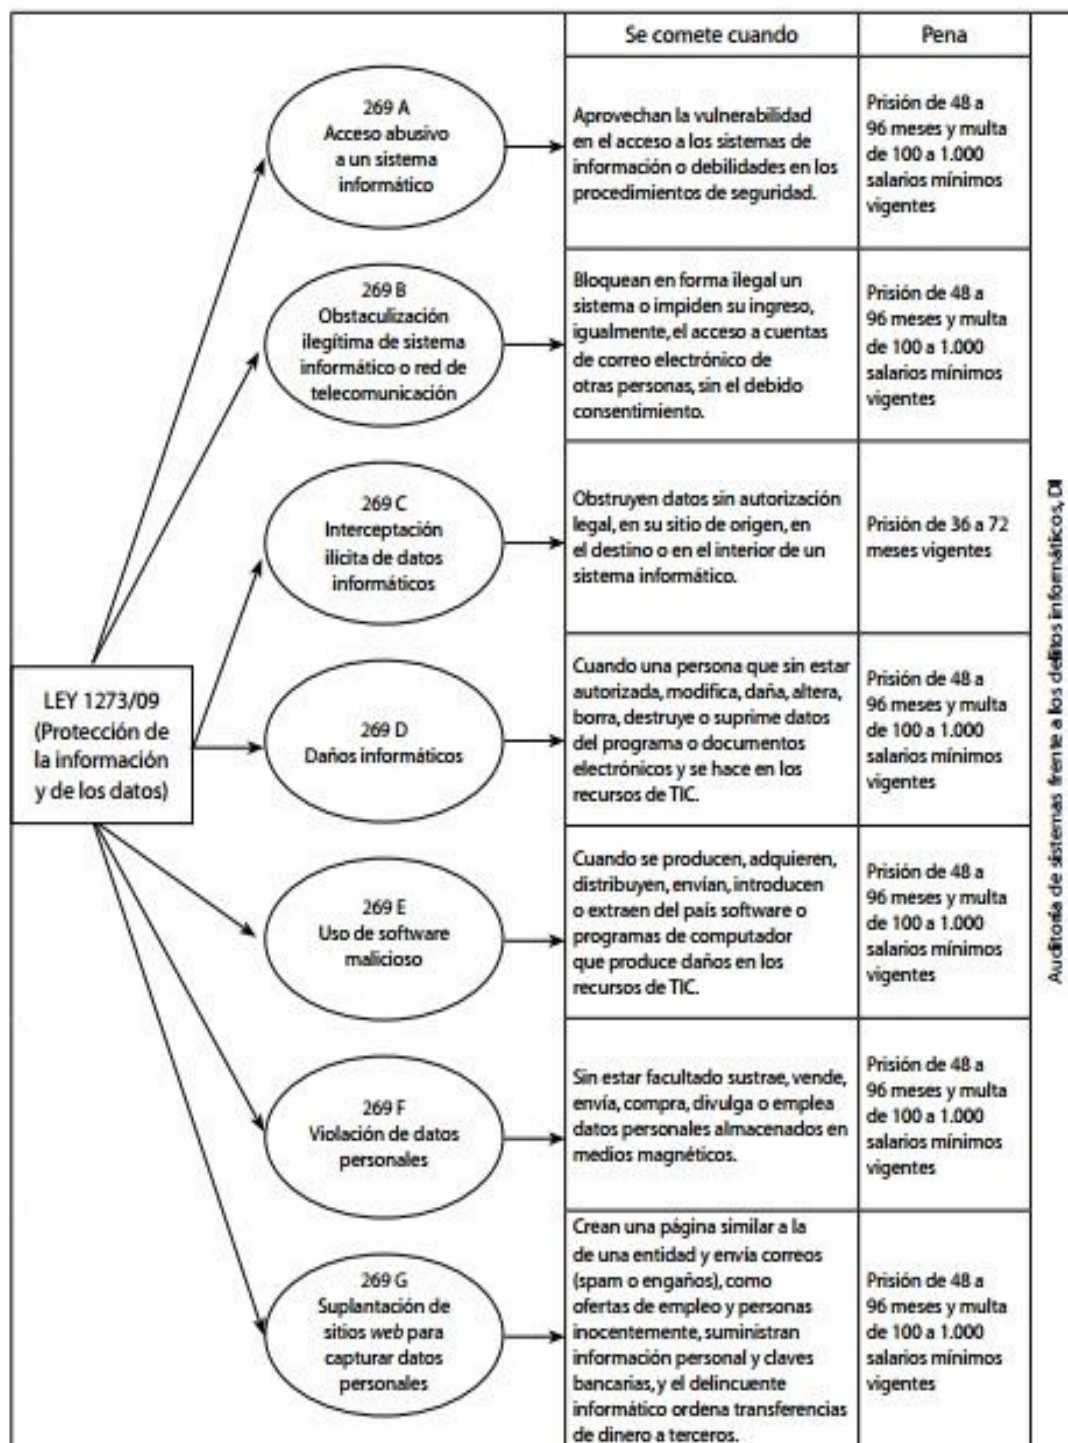 Se comete cuando
Pena
LEY 1273/09
(Protección de
la información
y de los datos)
269 A
Acceso abusivo
a un sistema
informático
Aprovechan la vulnerabilidad
en el acceso a los sistemas de
información o debilidades en los
procedimientos de seguridad.
Prisión de 48 a
96 meses y multa
de 100 a 1.000
salarios mínimos
vigentes
269 B
Obstaculización
ilegítima de sistema
informático o red de
telecomunicación
Bloquean en forma ilegal un
sistema o impiden su ingreso,
igualmente, el acceso a cuentas
de correo electrónico de
otras personas, sin el debido
consentimiento.
Prisión de 48 a
96 meses y multa
de 100 a 1.000
salarios mínimos
vigentes
269 C
Interceptación
ilícita de datos
informáticos
Obstruyen datos sin autorización
legal, en su sitio de origen, en
el destino o en el interior de un
sistema informático.
Prisión de 36 a 72
meses vigentes
269 D
Daños informáticos
Cuando una persona que sin estar
autorizada, modifica, daña, altera,
borra, destruye o suprime datos
del programa o documentos
electrónicos y se hace en los
recursos de TIC.
Prisión de 48 a
96 meses y multa
de 100 a 1.000
salarios mínimos
vigentes
269 E
Uso de software
malicioso
Cuando se producen, adquieren,
distribuyen, envían, introducen
o extraen del país software o
programas de computador
que produce daños en los
recursos de TIC.
Prisión de 48 a
96 meses y multa
de 100 a 1.000
salarios mínimos
vigentes
269 F
Violación de datos
personales
Sin estar facultado sustrae, vende,
envía, compra, divulga o emplea
datos personales almacenados en
medios magnéticos.
Prisión de 48 a
96 meses y multa
de 100 a 1.000
salarios mínimos
vigentes
269 G
Suplantación de
sitios web para
capturar datos
personales
Crean una página similar a la
de una entidad y envía correos
(spam o engaños), como
ofertas de empleo y personas
inocentemente, suministran
información personal y claves
bancarias, y el delincuente
informático ordena transferencias
de dinero a terceros.
Prisión de 48 a
96 meses y multa
de 100 a 1.000
salarios mínimos
vigentes
Auditoría de sistemas frente a los delitos informáticos, DI